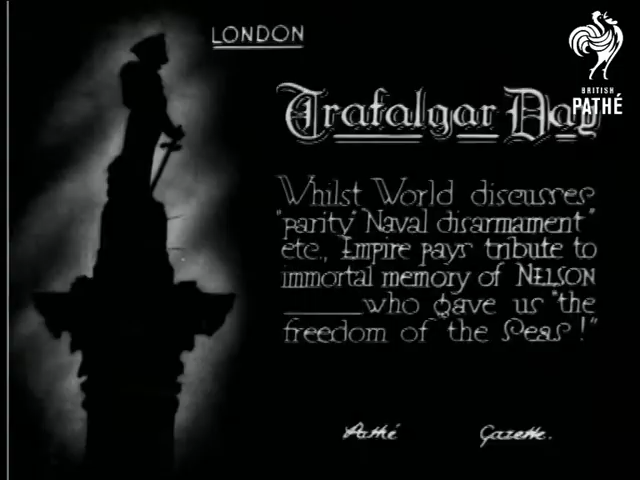 LONDON
BRITISH
PATHÉ
Trafalgar Day
Whilst World discusses
"parity" Naval disarmament"
etc., Empire pays tribute to
immortal memory of NELSON
______who gave us "the
freedom of the Seas!"
Pathé Gazette.